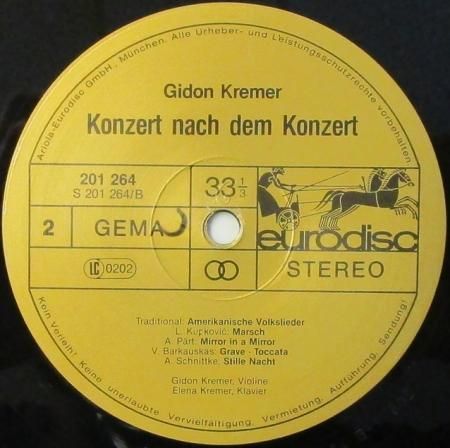 Ariola-Eurodisc GmbH, München. Alle Urheber- und Leistungsschutzrechte vorbehalten.
Gidon Kremer
Konzert nach dem Konzert
201 264
S 201 264/B
33 1/3
2
GEMA
eurodisc
LC 0202
STEREO
Traditional: Amerikanische Volkslieder
L. Kupkovič: Marsch
A. Pärt: Mirror in a Mirror
V. Barkauskas: Grave · Toccata
A. Schnittke: Stille Nacht
Gidon Kremer, Violine
Elena Kremer, Klavier
Kein Verleih! Keine unerlaubte Vervielfältigung, Vermietung, Aufführung, Sendung!